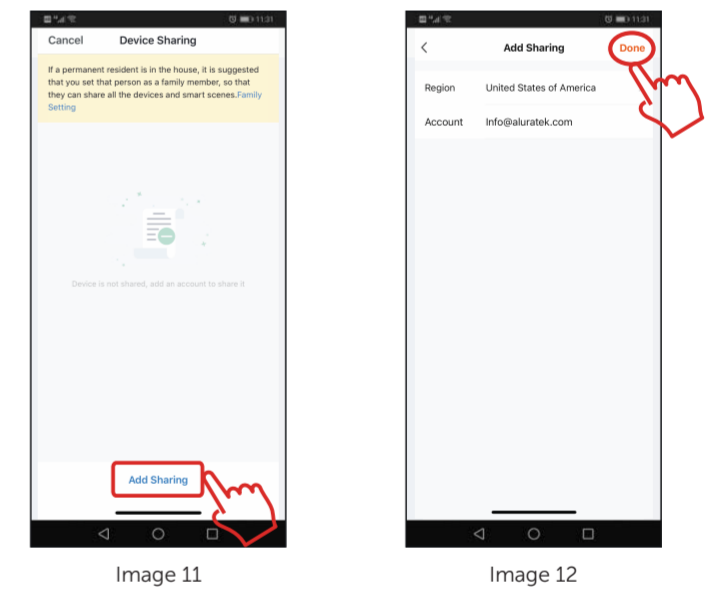 11:31
Cancel Device Sharing
If a permanent resident is in the house, it is suggested
that you set that person as a family member, so that
they can share all the devices and smart scenes.Family
Setting
Device is not shared, add an account to share it
Add Sharing
Image 11
11:31
Add Sharing Done
Region United States of America
Account Info@aluratek.com
Image 12